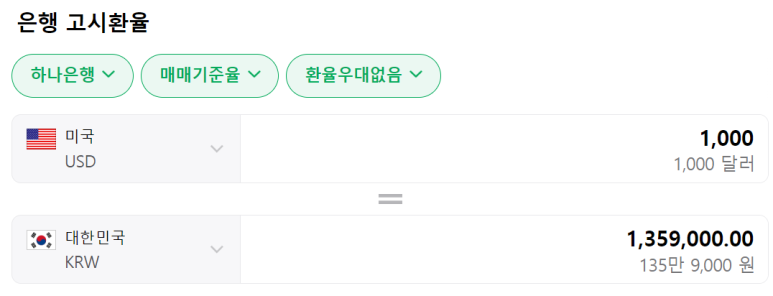 은행 고시환율
하나은행 매매기준율 환율우대없음
미국
USD
1,000
1,000 달러
대한민국
KRW
1,359,000.00
135만 9,000 원